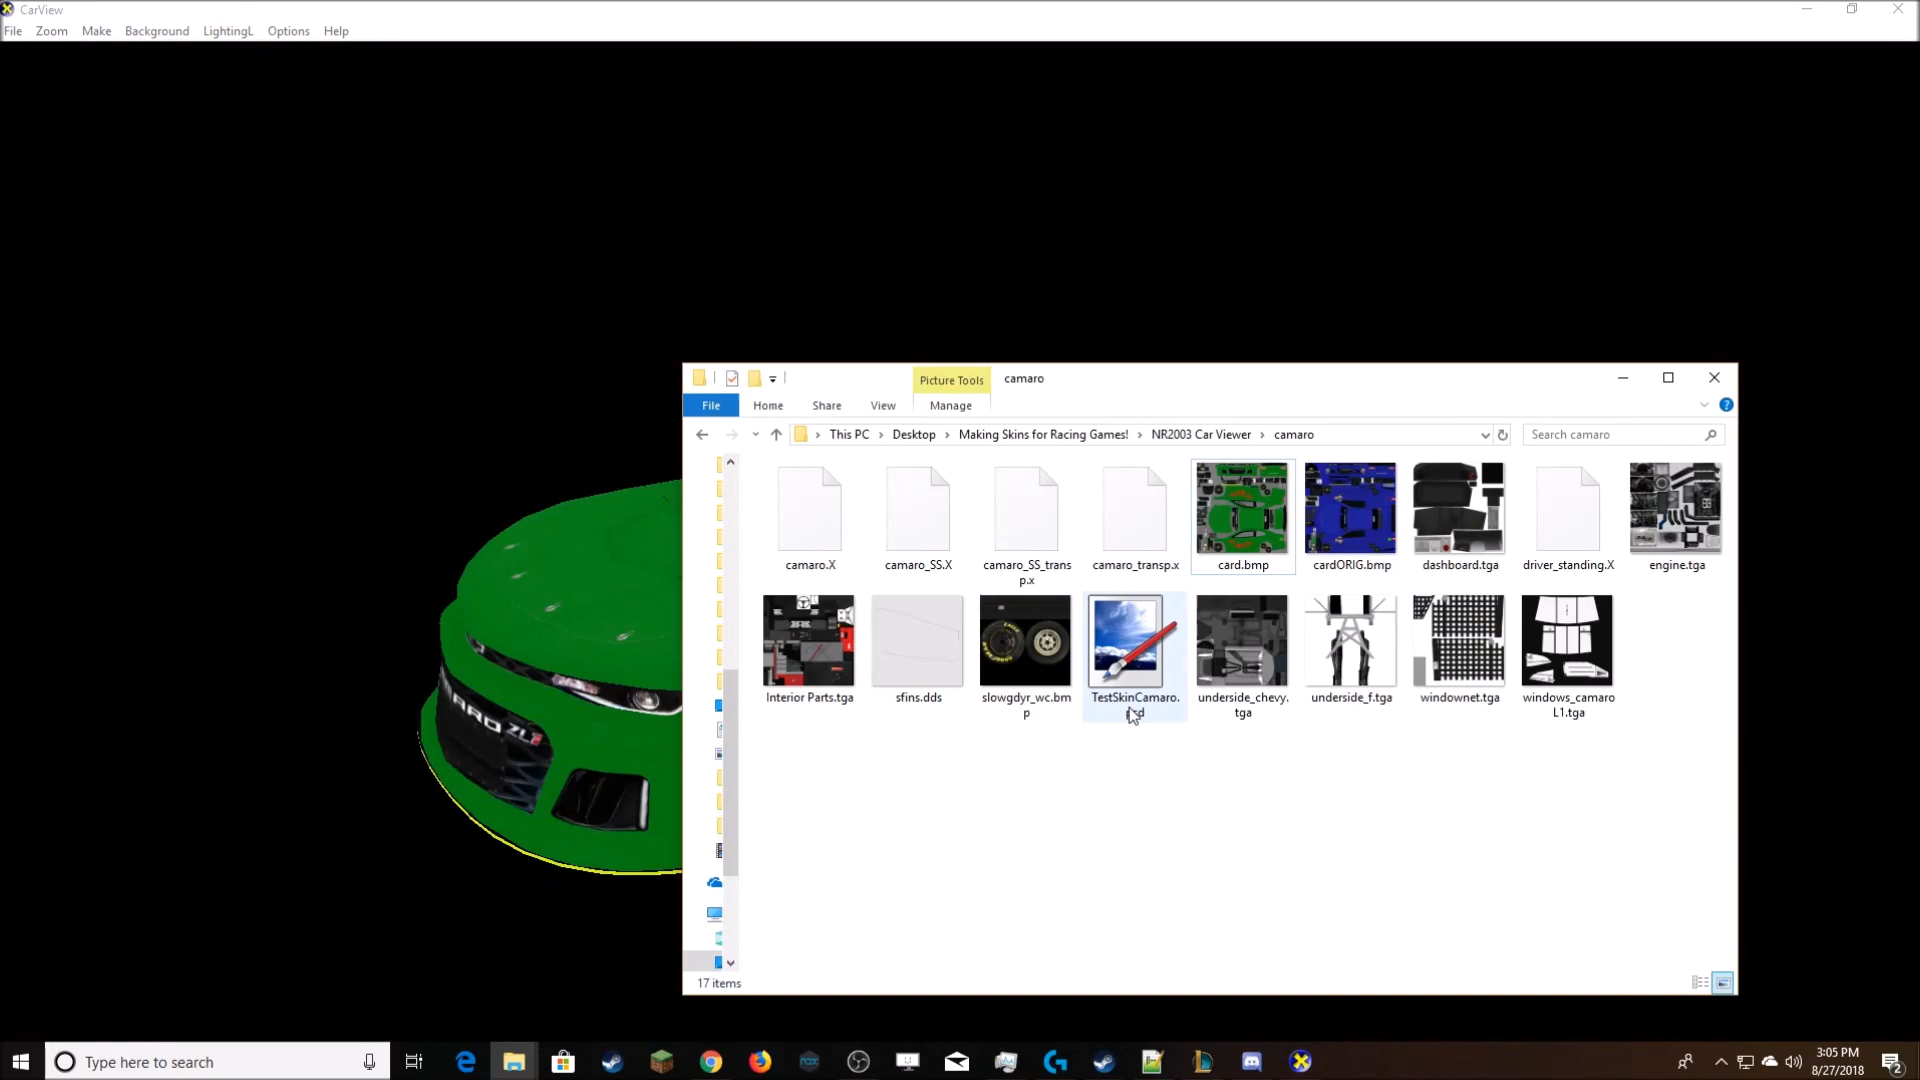 CarView
File Zoom Make Background LightingL Options Help
Picture Tools camaro
File Home Share View Manage
This PC Desktop Making Skins for Racing Games! NR2003 Car Viewer camaro Search camaro
camaro.X camaro_SS.X camaro_SS_trans camaro_transp.x card.bmp cardORIG.bmp dashboard.tga driver_standing.X engine.tga
p.x
Interior Parts.tga sfins.dds slowgdyr_wc.bm TestSkinCamaro. underside_chevy. underside_f.tga windownet.tga windows_camaro
p tga L1.tga
ZL1
17 items
Type here to search
3:05 PM
8/27/2018
2